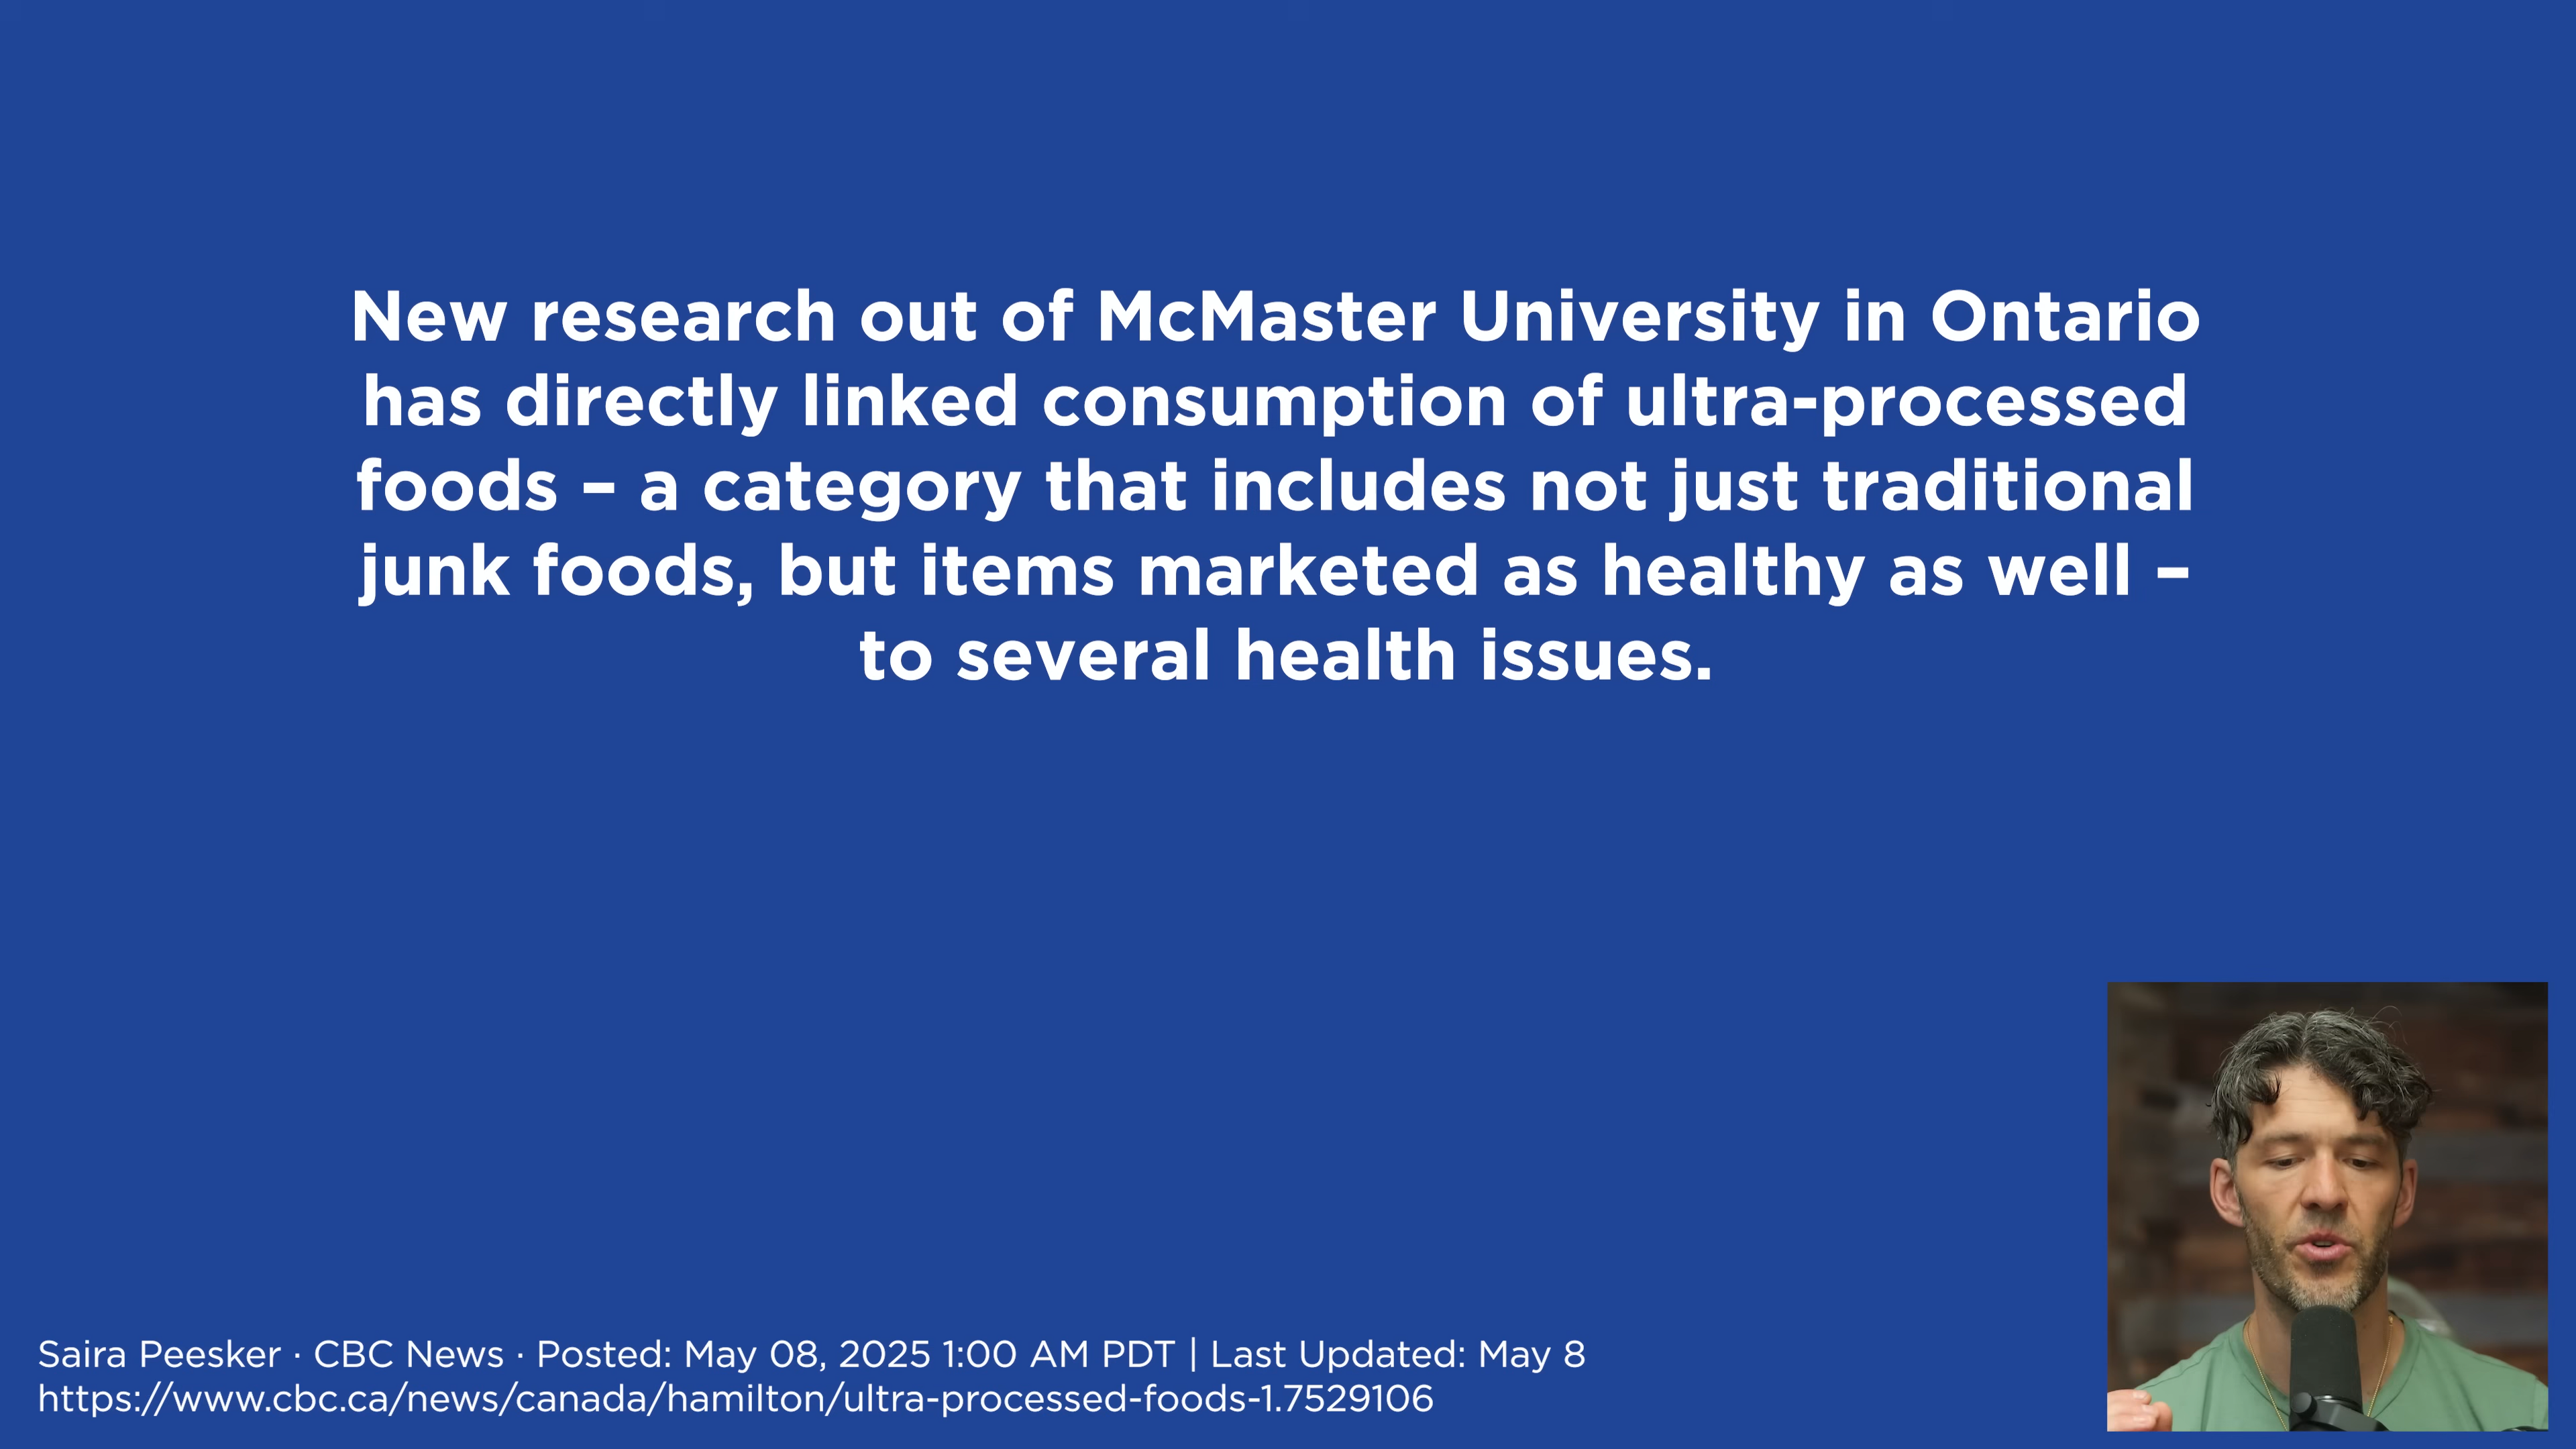 New research out of McMaster University in Ontario
has directly linked consumption of ultra-processed
foods – a category that includes not just traditional
junk foods, but items marketed as healthy as well –
to several health issues.
Saira Peesker · CBC News · Posted: May 08, 2025 1:00 AM PDT | Last Updated: May 8
https://www.cbc.ca/news/canada/hamilton/ultra-processed-foods-1.7529106